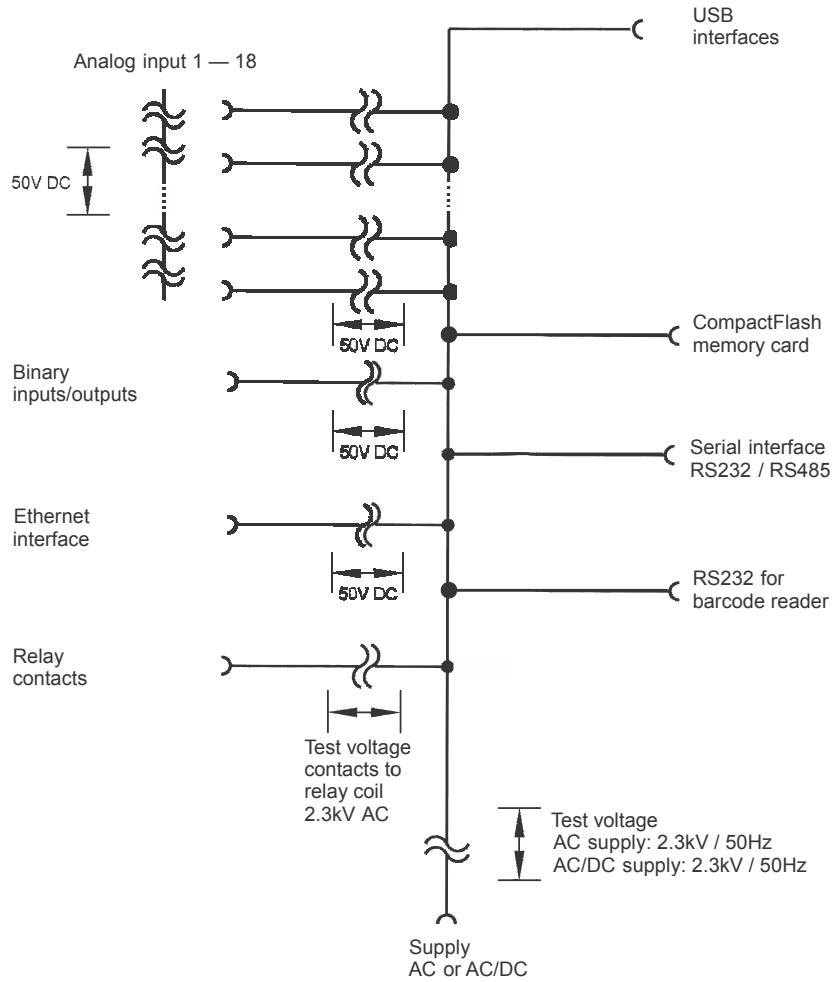 USB
interfaces
Analog input 1 — 18
50V DC
50V DC
CompactFlash
memory card
Binary
inputs/outputs
50V DC
Serial interface
RS232 / RS485
Ethernet
interface
50V DC
RS232 for
barcode reader
Relay
contacts
Test voltage
contacts to
relay coil
2.3kV AC
Test voltage
AC supply: 2.3kV / 50Hz
AC/DC supply: 2.3kV / 50Hz
Supply
AC or AC/DC